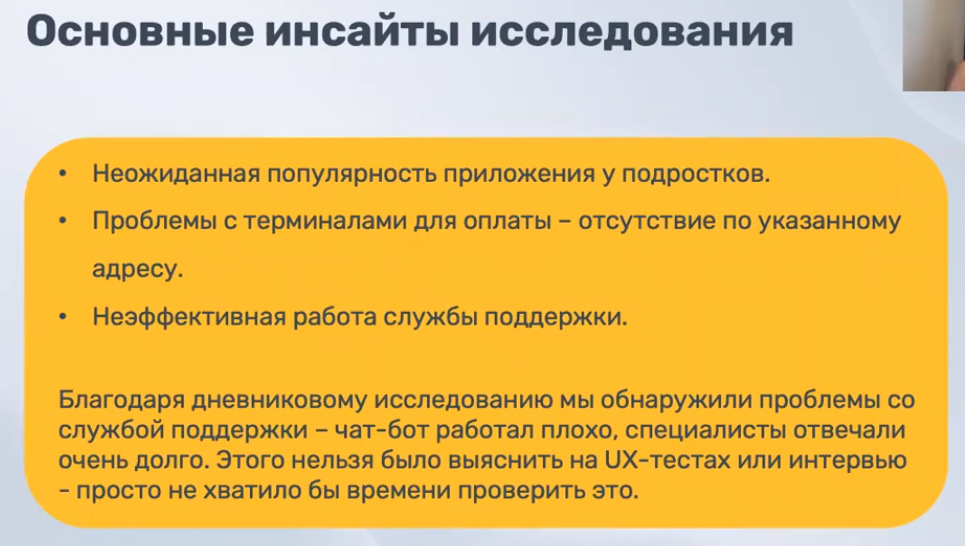 Основные инсайты исследования
• Неожиданная популярность приложения у подростков.
• Проблемы с терминалами для оплаты – отсутствие по указанному
адресу.
• Неэффективная работа службы поддержки.
Благодаря дневниковому исследованию мы обнаружили проблемы со
службой поддержки – чат-бот работал плохо, специалисты отвечали
очень долго. Этого нельзя было выяснить на UX-тестах или интервью
- просто не хватило бы времени проверить это.